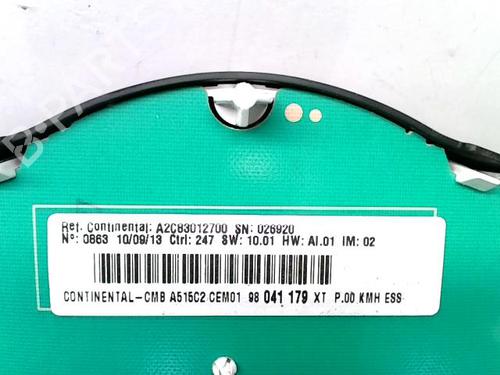 Ref. Continental: A2C83012700 SN: 026920
N°: 0863 10/09/13 Ctrl: 247 SW: 10.01 HW: AI.01 IM: 02
CONTINENTAL-CMB A515C2 CEM01 98 041 179 XT P.00 KMH ESS
B-PARTS